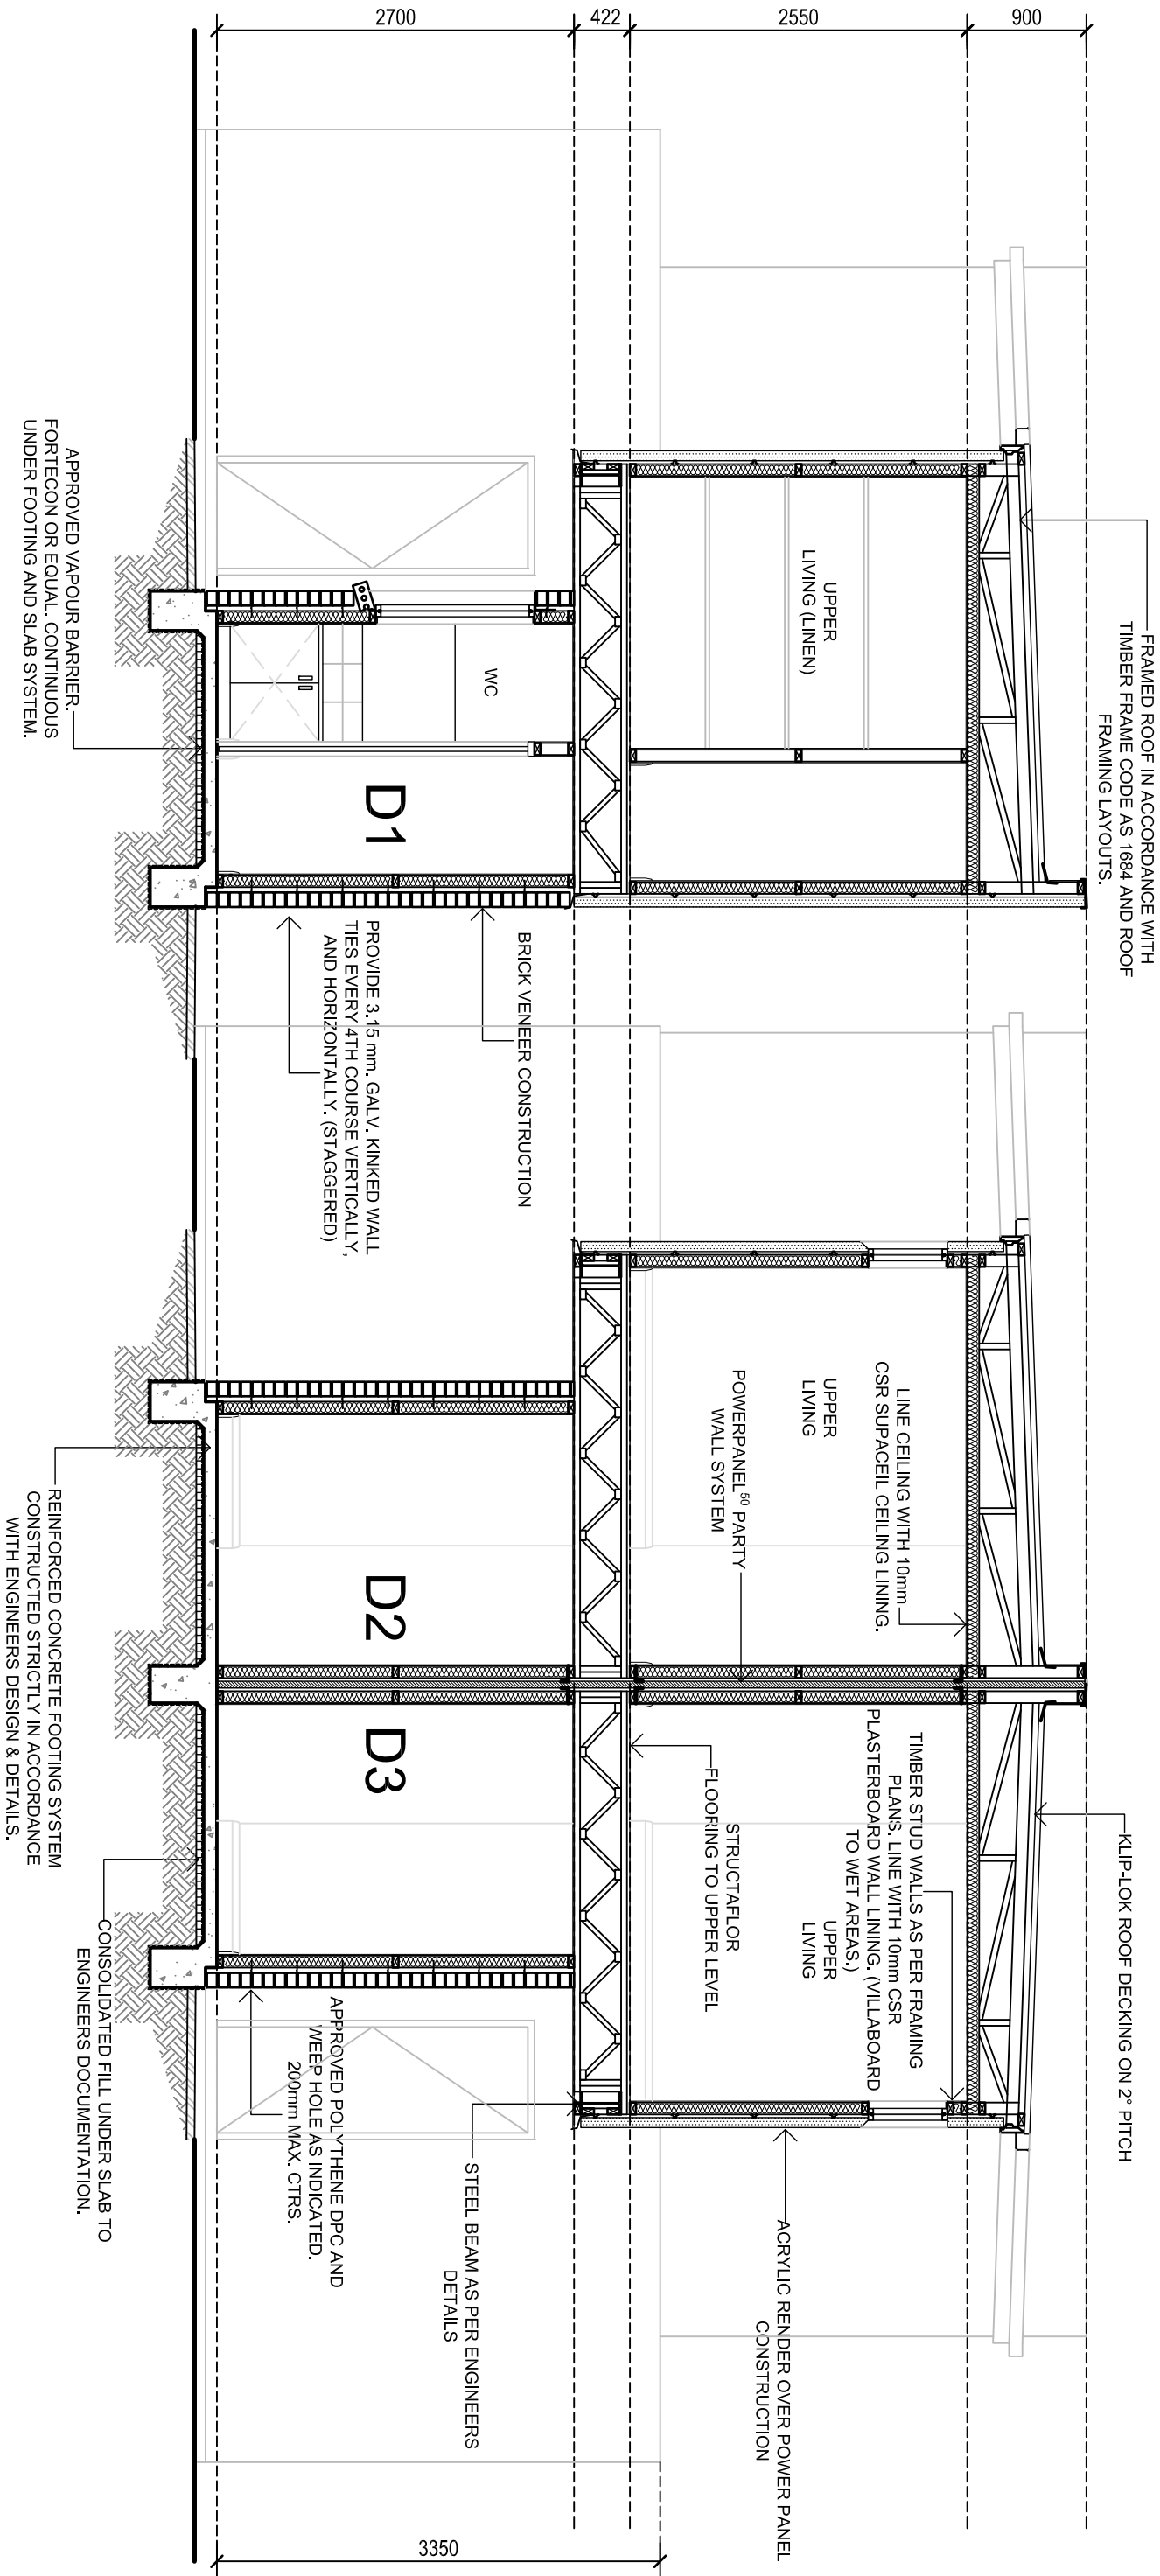 2700
422
2550
900
FRAMED ROOF IN ACCORDANCE WITH
TIMBER FRAME CODE AS 1684 AND ROOF
FRAMING LAYOUTS.
KLIP-LOK ROOF DECKING ON 2° PITCH
LINE CEILING WITH 10mm
CSR SUPACEIL CEILING LINING.
TIMBER STUD WALLS AS PER FRAMING
PLANS. LINE WITH 10mm CSR
PLASTERBOARD WALL LINING. (VILLABOARD
TO WET AREAS.)
UPPER
LIVING (LINEN)
UPPER
LIVING
UPPER
LIVING
POWERPANEL50 PARTY
WALL SYSTEM
ACRYLIC RENDER OVER POWER PANEL
CONSTRUCTION
STRUCTAFLOR
FLOORING TO UPPER LEVEL
WC
BRICK VENEER CONSTRUCTION
STEEL BEAM AS PER ENGINEERS
DETAILS
D1
D2
D3
PROVIDE 3.15 mm. GALV. KINKED WALL
TIES EVERY 4TH COURSE VERTICALLY,
AND HORIZONTALLY. (STAGGERED)
APPROVED POLYTHENE DPC AND
WEEP HOLE AS INDICATED.
200mm MAX. CTRS.
3350
APPROVED VAPOUR BARRIER.
FORTECON OR EQUAL. CONTINUOUS
UNDER FOOTING AND SLAB SYSTEM.
REINFORCED CONCRETE FOOTING SYSTEM
CONSTRUCTED STRICTLY IN ACCORDANCE
WITH ENGINEERS DESIGN & DETAILS.
CONSOLIDATED FILL UNDER SLAB TO
ENGINEERS DOCUMENTATION.